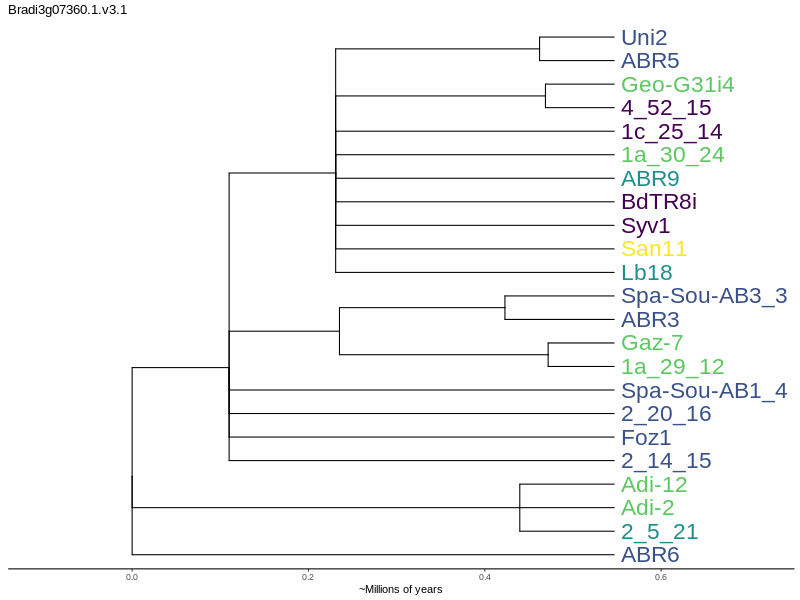 Bradi3g07360.1.v3.1
Uni2
ABR5
Geo-G31i4
4_52_15
1c_25_14
1a_30_24
ABR9
BdTR8i
Syv1
San11
Lb18
Spa-Sou-AB3_3
ABR3
Gaz-7
1a_29_12
Spa-Sou-AB1_4
2_20_16
Foz1
2_14_15
Adi-12
Adi-2
2_5_21
ABR6
0.0 0.2 0.4 0.6
~Millions of years